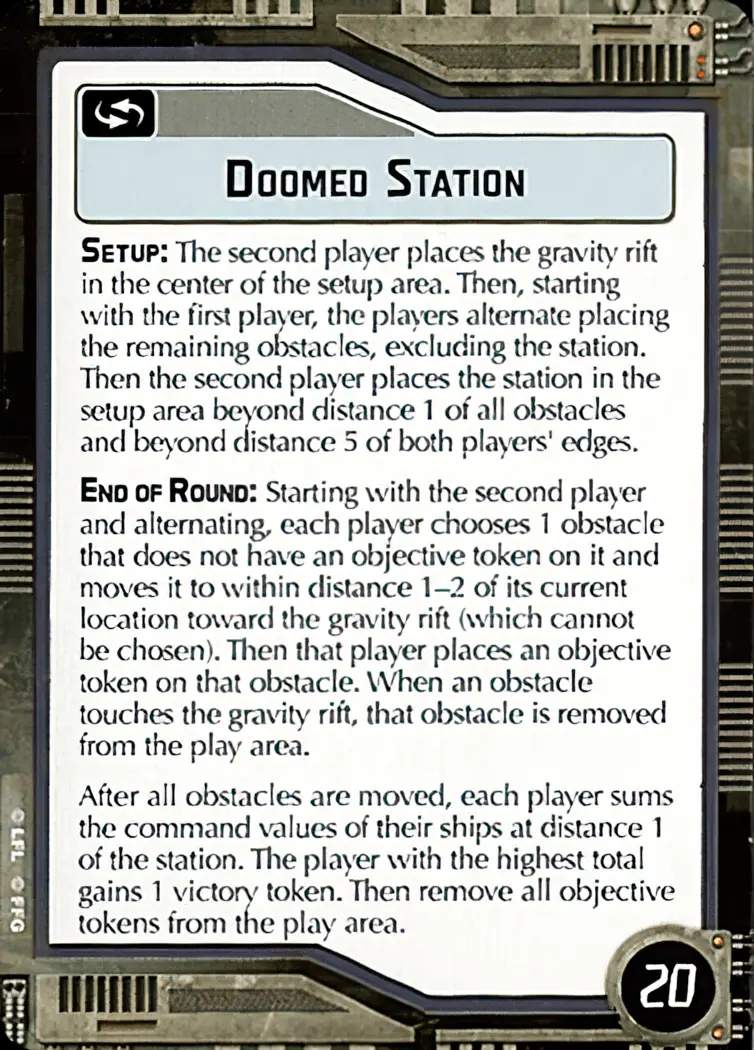 Doomed Station
Setup: The second player places the gravity rift
in the center of the setup area. Then, starting
with the first player, the players alternate placing
the remaining obstacles, excluding the station.
Then the second player places the station in the
setup area beyond distance 1 of all obstacles
and beyond distance 5 of both players' edges.
End of Round: Starting with the second player
and alternating, each player chooses 1 obstacle
that does not have an objective token on it and
moves it to within distance 1–2 of its current
location toward the gravity rift (which cannot
be chosen). Then that player places an objective
token on that obstacle. When an obstacle
touches the gravity rift, that obstacle is removed
from the play area.
After all obstacles are moved, each player sums
the command values of their ships at distance 1
of the station. The player with the highest total
gains 1 victory token. Then remove all objective
tokens from the play area.
© LFL © FFG
20